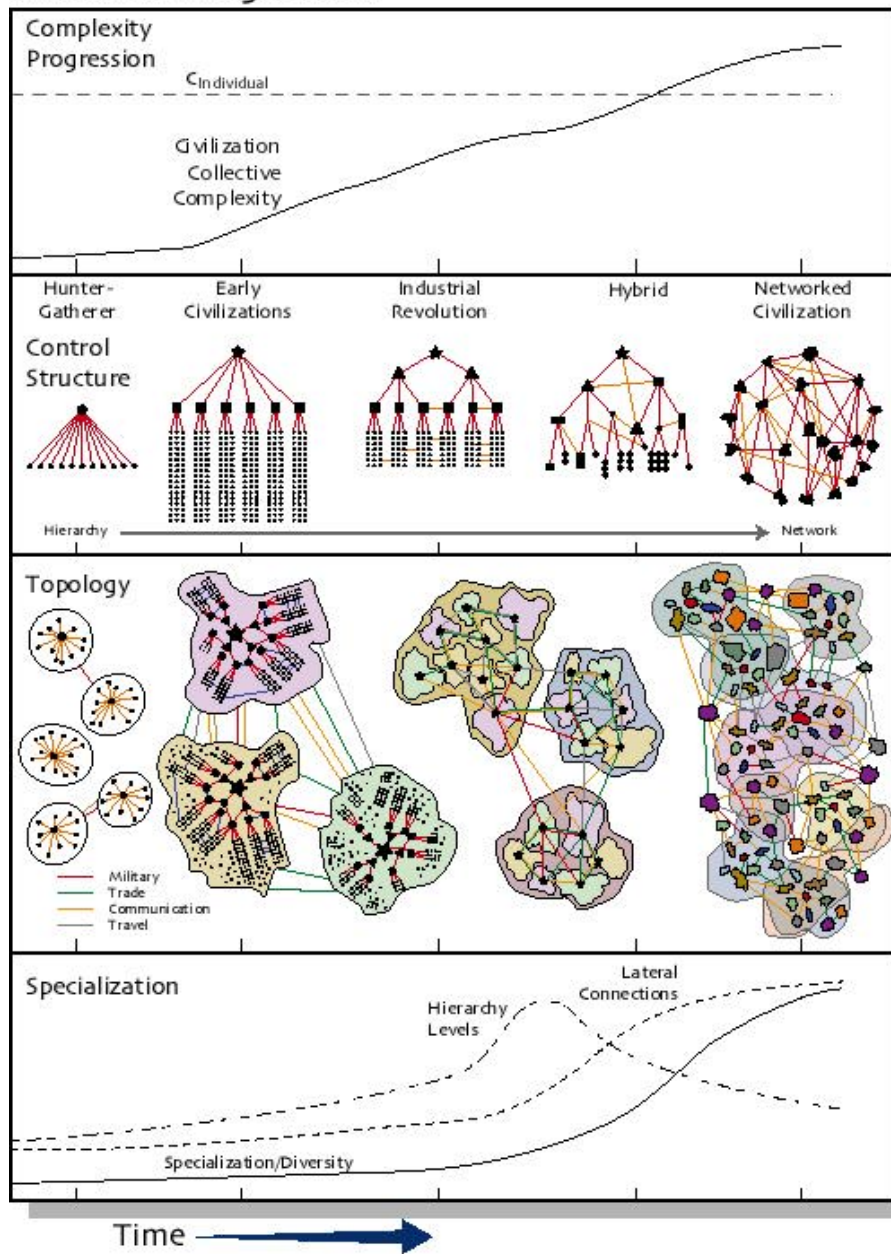 Complexity
Progression
CIndividual
Civilization
Collective
Complexity
Hunter-
Gatherer
Early
Civilizations
Industrial
Revolution
Hybrid
Networked
Civilization
Control
Structure
Hierarchy
Network
Topology
Military
Trade
Communication
Travel
Specialization
Hierarchy
Levels
Lateral
Connections
Specialization/Diversity
Time